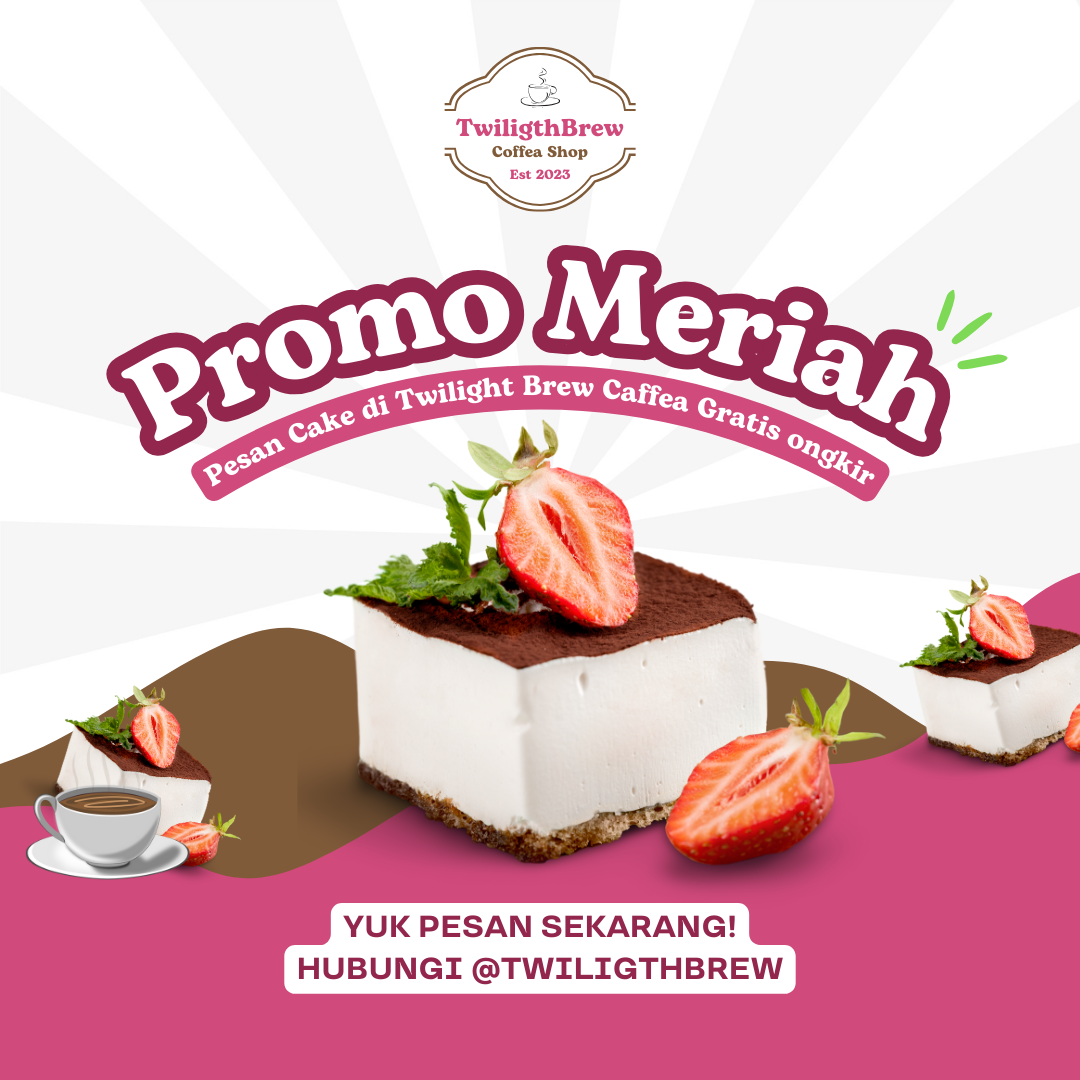 TwiligthBrew
Coffea Shop
Est 2023
Promo Meriah
Pesan Cake di Twilight Brew Caffea Gratis ongkir
YUK PESAN SEKARANG!
HUBUNGI @TWILIGTHBREW